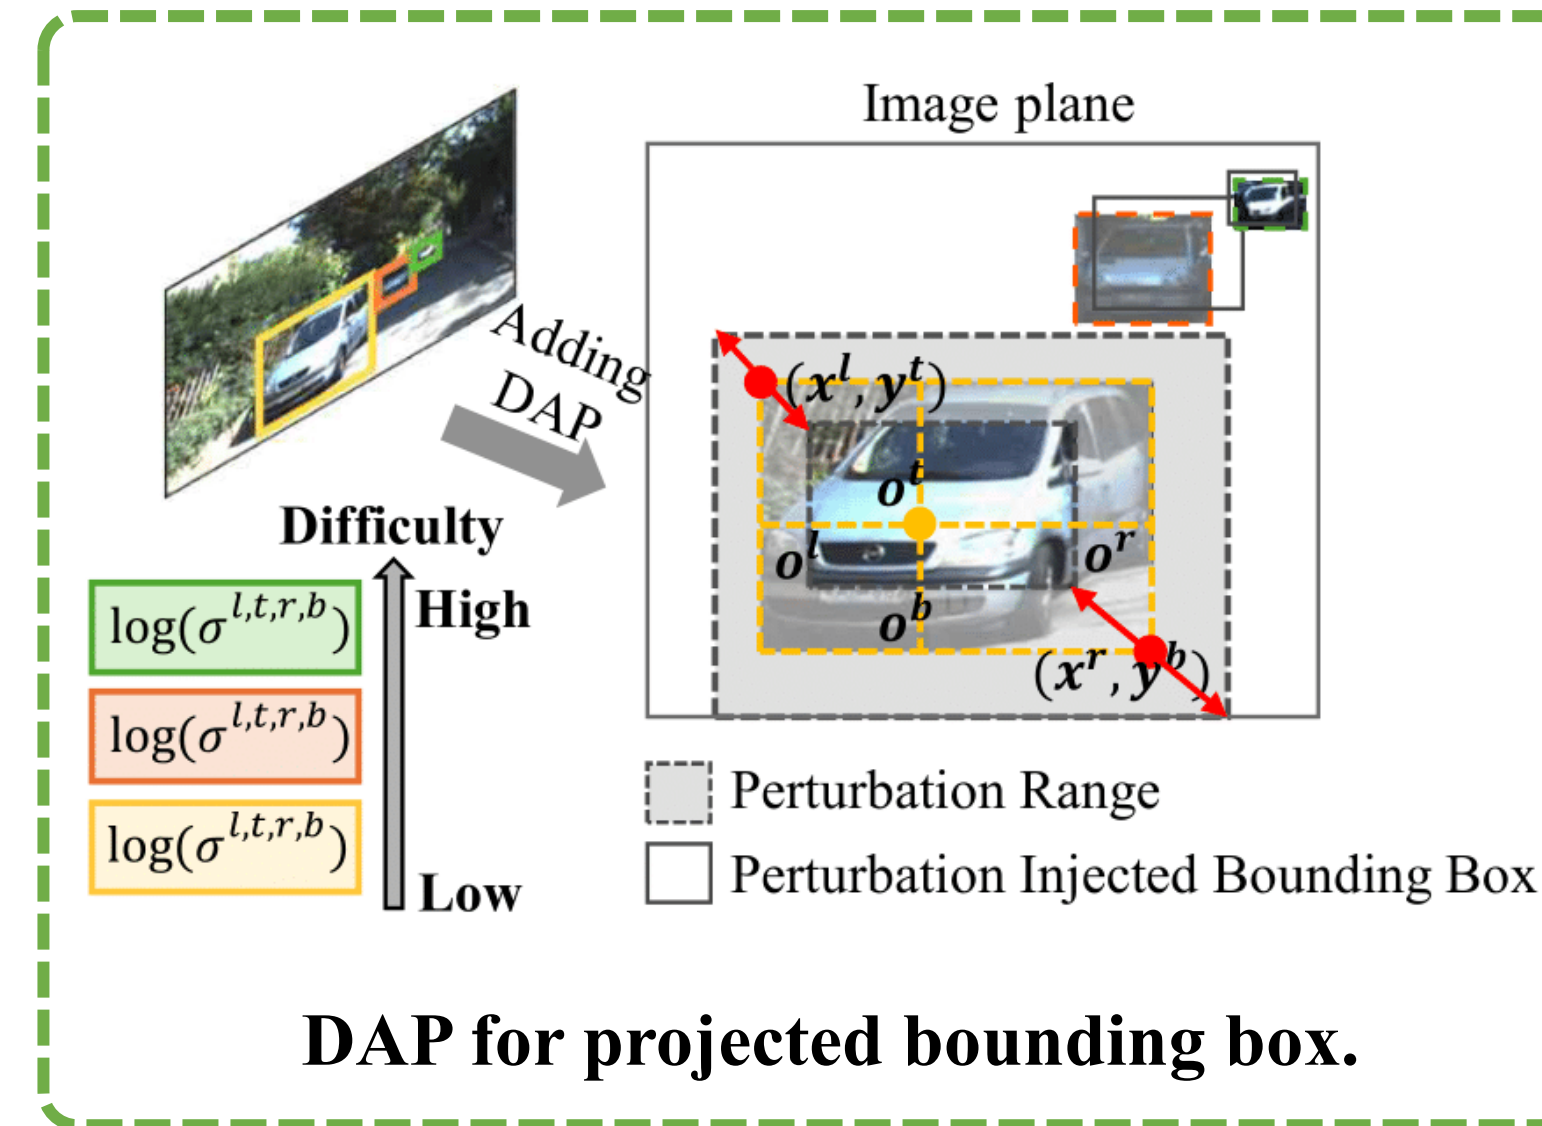 Image plane
Adding
DAP
(x^l, y^t)
o^t
o^l
o^r
o^b
(x^r, y^b)
Difficulty
High
log(σ^{l,t,r,b})
log(σ^{l,t,r,b})
log(σ^{l,t,r,b})
Low
Perturbation Range
Perturbation Injected Bounding Box
DAP for projected bounding box.